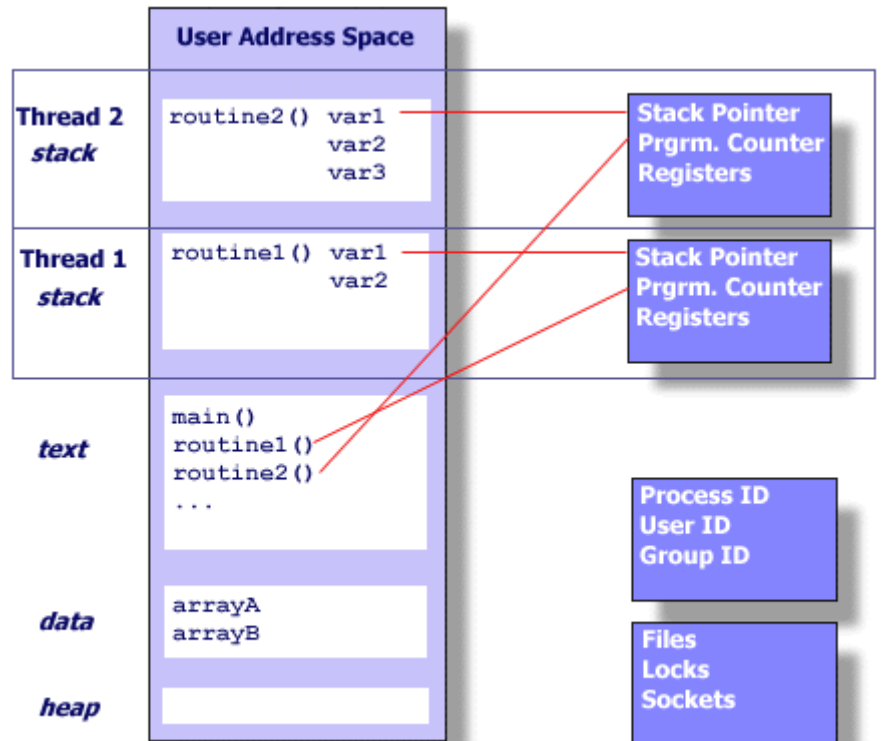 User Address Space
Thread 2
stack
routine2() var1
var2
var3
Stack Pointer
Prgrm. Counter
Registers
Thread 1
stack
routine1() var1
var2
Stack Pointer
Prgrm. Counter
Registers
text
main()
routine1()
routine2()
...
Process ID
User ID
Group ID
data
arrayA
arrayB
Files
Locks
Sockets
heap